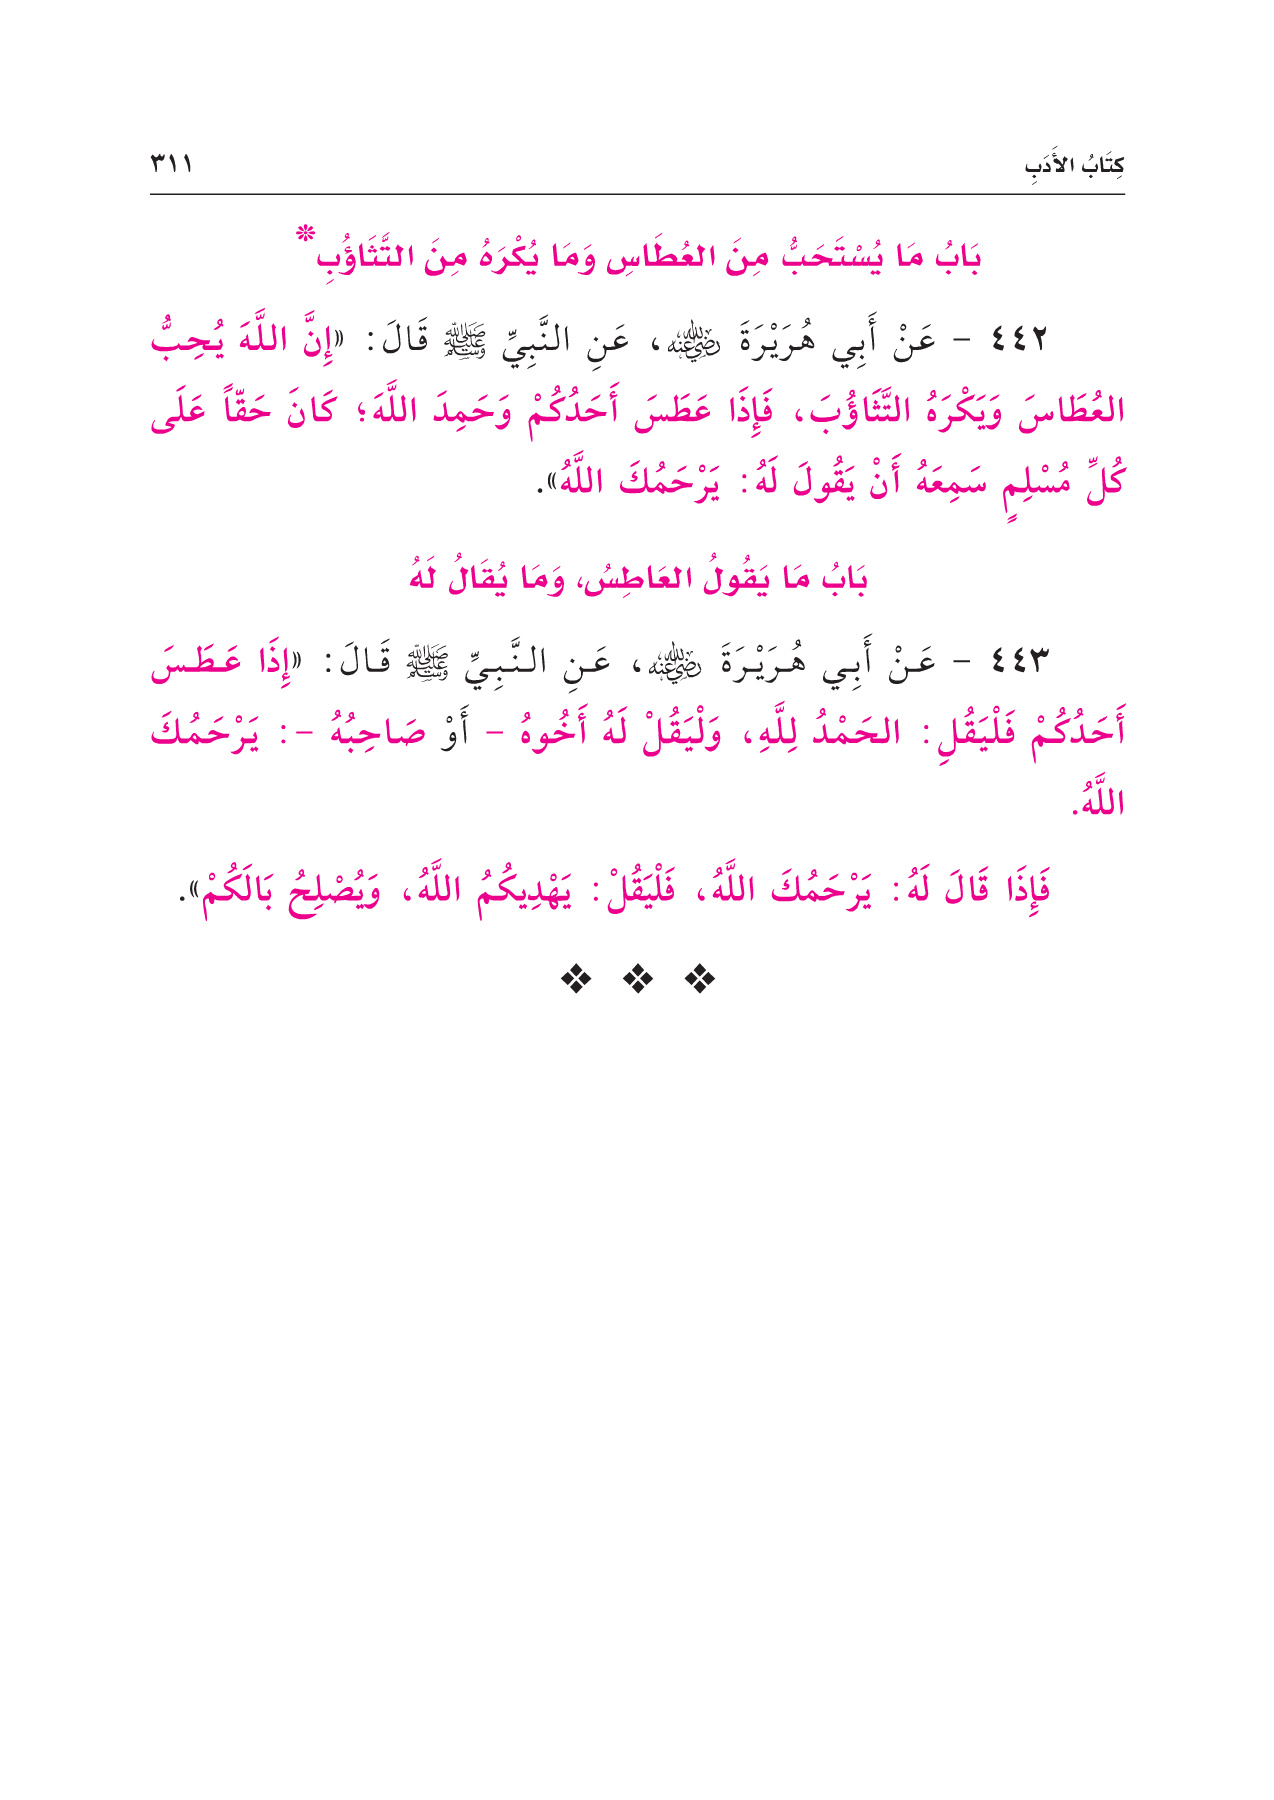 كِتَابُ الأَدَبِ ٣١١
بَابُ مَا يُسْتَحَبُّ مِنَ العُطَاسِ وَمَا يُكْرَهُ مِنَ التَّثَاؤُبِ*
٤٤٢ - عَنْ أَبِي هُرَيْرَةَ رضي الله عنه، عَنِ النَّبِيِّ ﷺ قَالَ: «إِنَّ اللَّهَ يُحِبُّ
العُطَاسَ وَيَكْرَهُ التَّثَاؤُبَ، فَإِذَا عَطَسَ أَحَدُكُمْ وَحَمِدَ اللَّهَ؛ كَانَ حَقّاً عَلَى
كُلِّ مُسْلِمٍ سَمِعَهُ أَنْ يَقُولَ لَهُ: يَرْحَمُكَ اللَّهُ».
بَابُ مَا يَقُولُ العَاطِسُ، وَمَا يُقَالُ لَهُ
٤٤٣ - عَنْ أَبِي هُرَيْرَةَ رضي الله عنه، عَنِ النَّبِيِّ ﷺ قَالَ: «إِذَا عَطَسَ
أَحَدُكُمْ فَلْيَقُلِ: الحَمْدُ لِلَّهِ، وَلْيَقُلْ لَهُ أَخُوهُ - أَوْ صَاحِبُهُ -: يَرْحَمُكَ
اللَّهُ.
فَإِذَا قَالَ لَهُ: يَرْحَمُكَ اللَّهُ، فَلْيَقُلْ: يَهْدِيكُمُ اللَّهُ، وَيُصْلِحُ بَالَكُمْ».